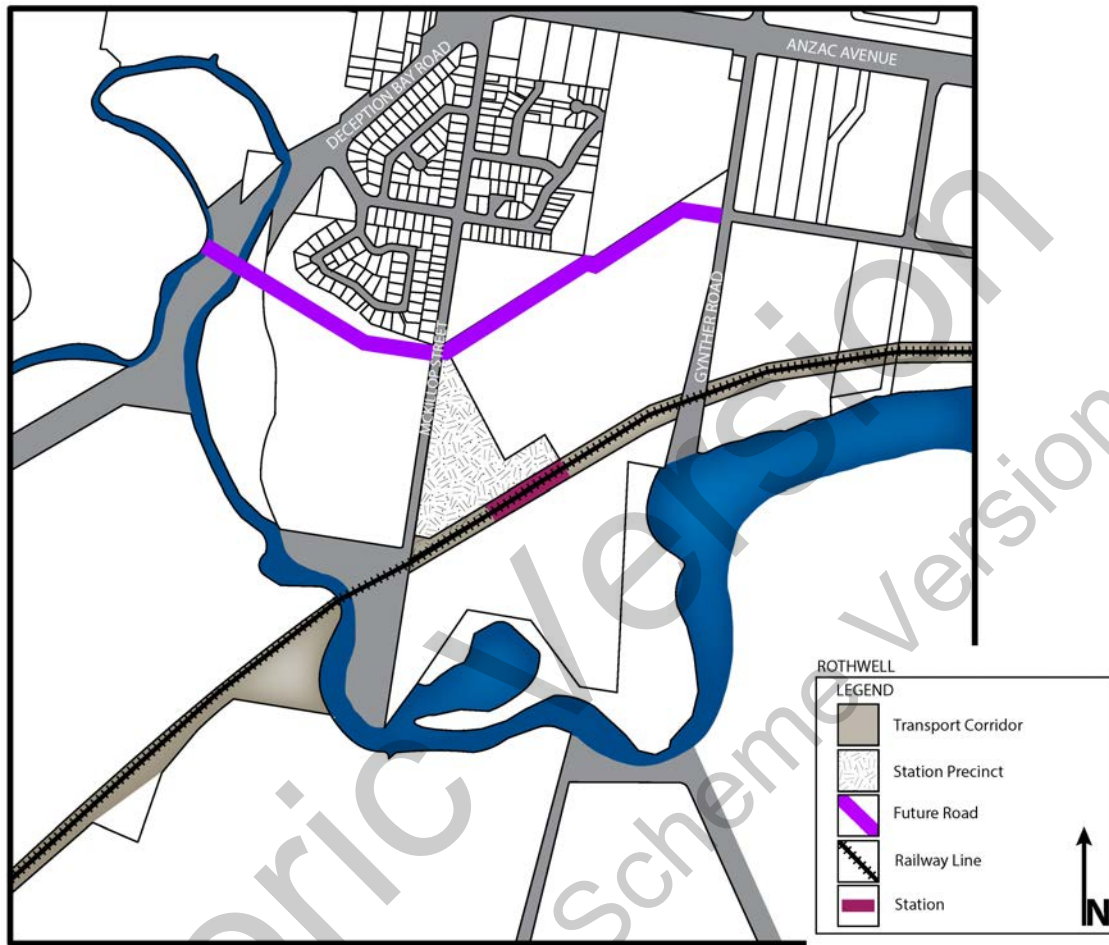 ANZAC AVENUE
DECEPTION BAY ROAD
MCKILLOP STREET
GYNTHER ROAD
ROTHWELL
LEGEND
Transport Corridor
Station Precinct
Future Road
Railway Line
Station
N
ric Version
Scheme Version